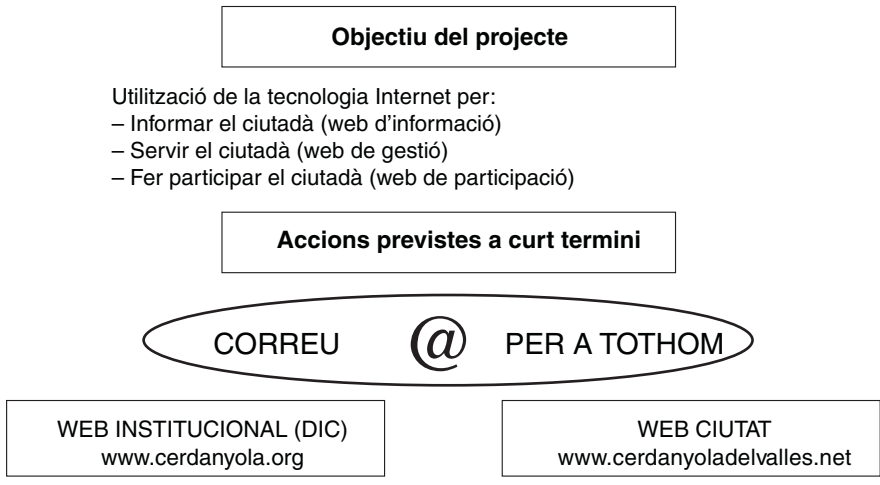 Objectiu del projecte
Utilització de la tecnologia Internet per:
– Informar el ciutadà (web d'informació)
– Servir el ciutadà (web de gestió)
– Fer participar el ciutadà (web de participació)
Accions previstes a curt termini
CORREU @ PER A TOTHOM
WEB INSTITUCIONAL (DIC)
www.cerdanyola.org
WEB CIUTAT
www.cerdanyoladelvalles.net